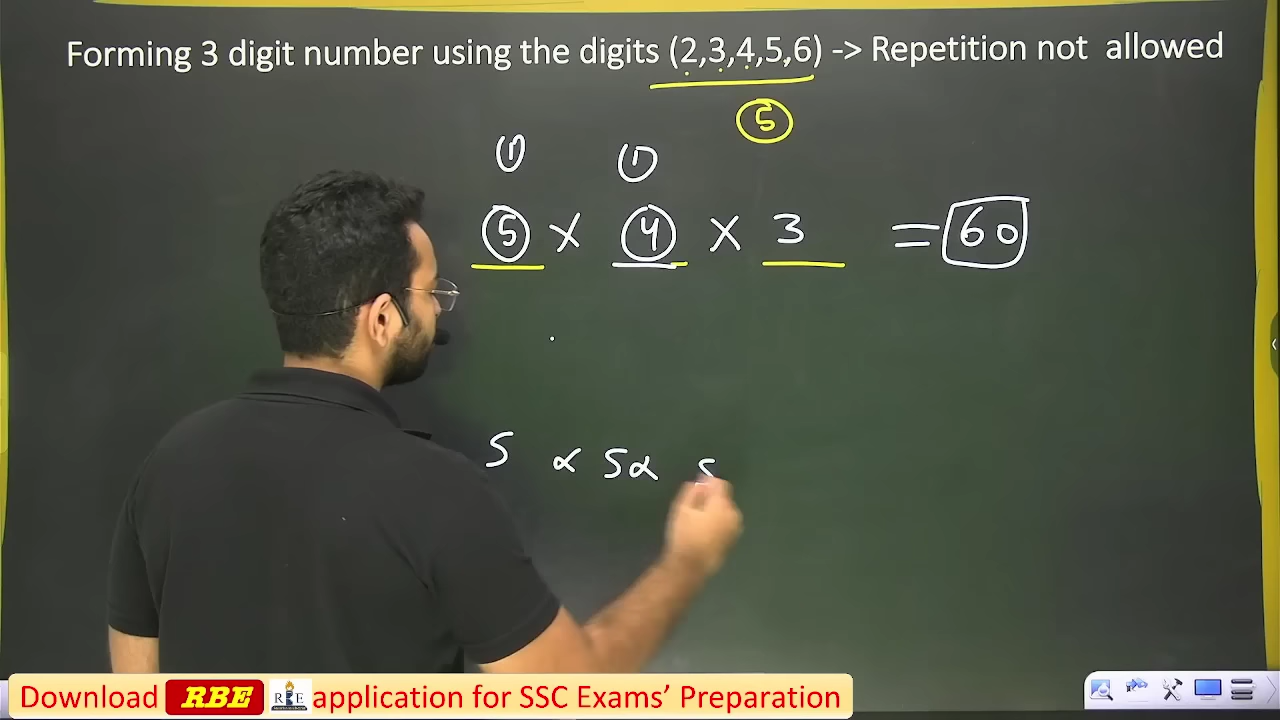 Forming 3 digit number using the digits (2,3,4,5,6) -> Repetition not allowed
5
1 1
5 × 4 × 3 = 60
5 × 5 × 5
Download RBE RBE application for SSC Exams' Preparation